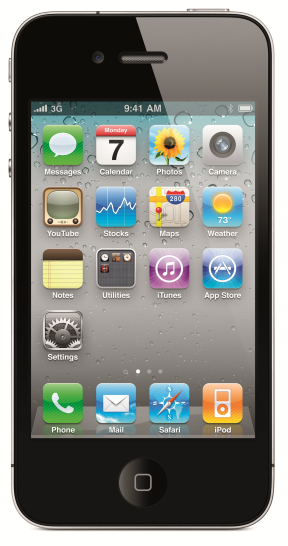 3G 9:41 AM
Monday
7
280
73°
Messages Calendar Photos Camera
YouTube Stocks Maps Weather
Notes Utilities iTunes App Store
Settings
Phone Mail Safari iPod